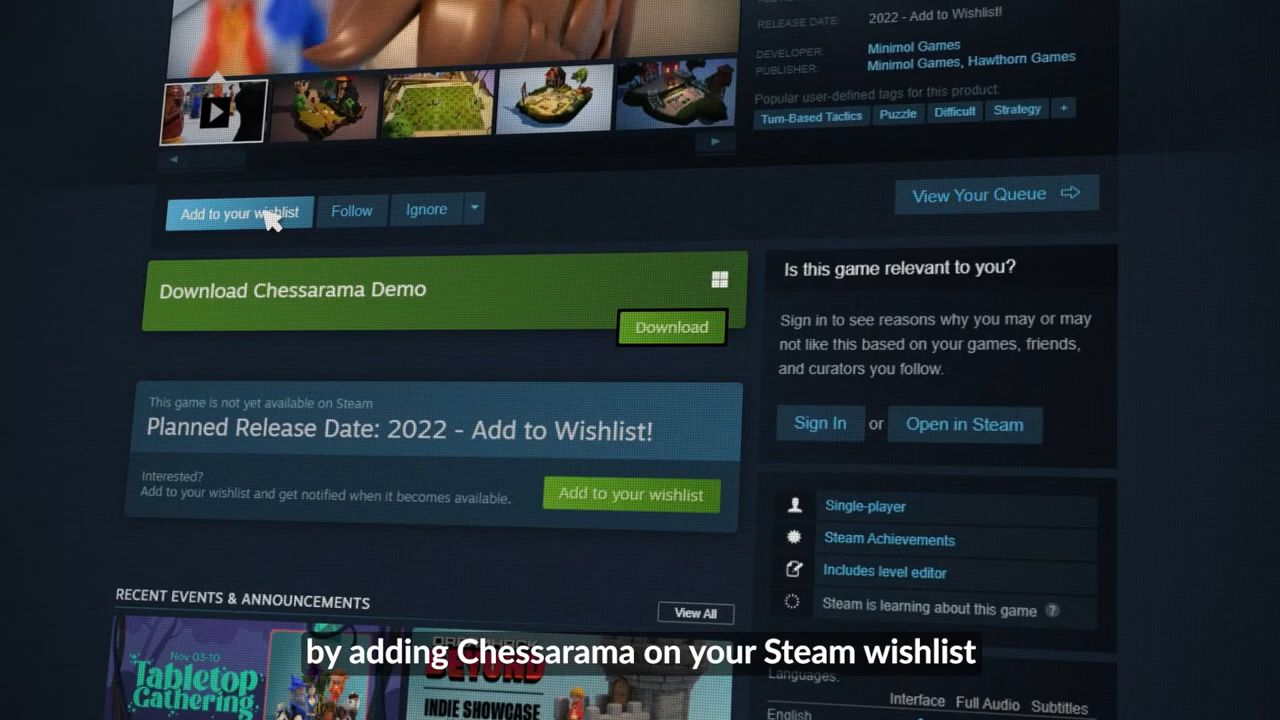 RELEASE DATE: 2022 - Add to Wishlist!
DEVELOPER: Minimol Games
PUBLISHER: Minimol Games, Hawthorn Games
Popular user-defined tags for this product:
Turn-Based Tactics Puzzle Difficult Strategy +
Add to your wishlist Follow Ignore
View Your Queue
Download Chessarama Demo
Download
This game is not yet available on Steam
Planned Release Date: 2022 - Add to Wishlist!
Interested?
Add to your wishlist and get notified when it becomes available.
Add to your wishlist
Is this game relevant to you?
Sign in to see reasons why you may or may
not like this based on your games, friends,
and curators you follow.
Sign In or Open in Steam
Single-player
Steam Achievements
Includes level editor
Steam is learning about this game ?
RECENT EVENTS & ANNOUNCEMENTS
View All
Nov 03-10
Tabletop
Gathering
BEYOND
INDIE SHOWCASE
by adding Chessarama on your Steam wishlist
Languages:
Interface Full Audio Subtitles
English